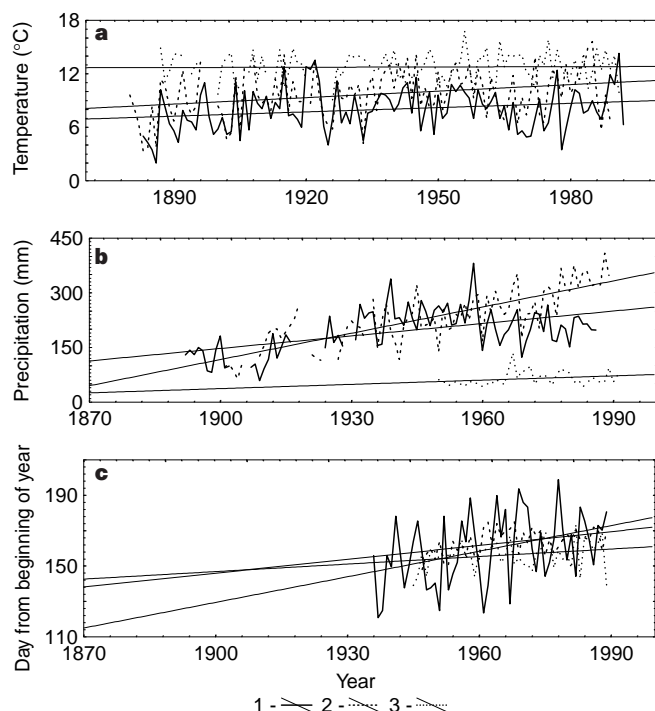 a
Temperature (°C)
18
12
6
0
1890 1920 1950 1980
b
Precipitation (mm)
450
300
150
0
1870 1900 1930 1960 1990
c
Day from beginning of year
190
150
110
1870 1900 1930 1960 1990
Year
1 - 2 - 3 -